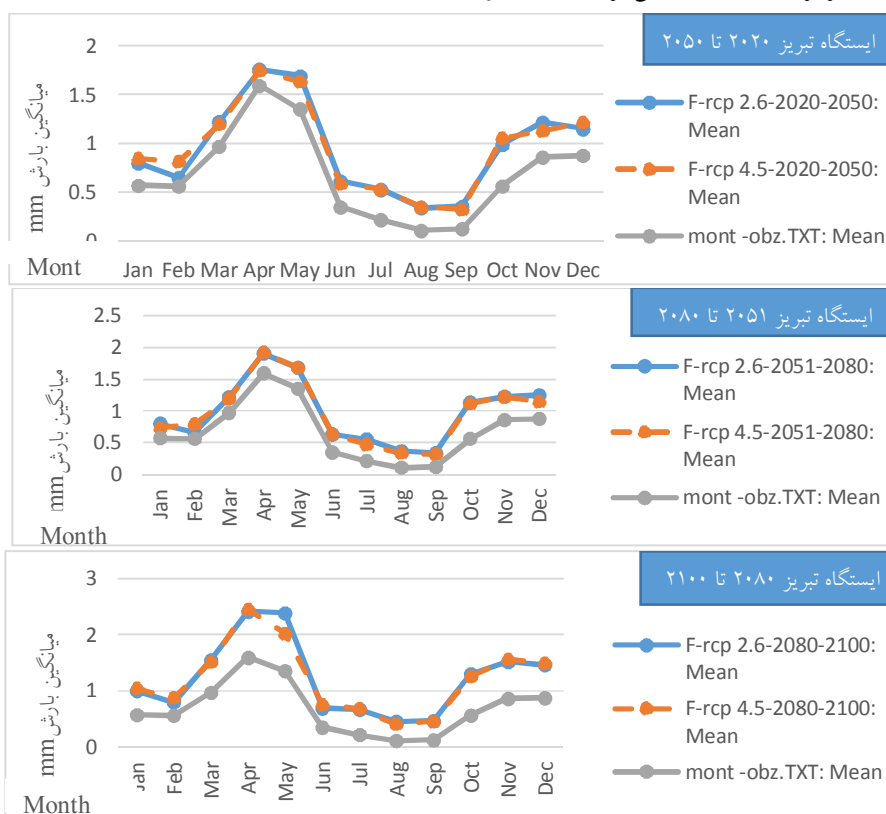 ایستگاه تبریز ۲۰۲۰ تا ۲۰۵۰
2
1.5
1
0.5
0
میانگین بارش mm
Mont
Jan Feb Mar Apr May Jun Jul Aug Sep Oct Nov Dec
F-rcp 2.6-2020-2050:
Mean
F-rcp 4.5-2020-2050:
Mean
mont -obz.TXT: Mean
ایستگاه تبریز ۲۰۵۱ تا ۲۰۸۰
2.5
2
1.5
1
0.5
0
میانگین بارش mm
Jan Feb Mar Apr May Jun Jul Aug Sep Oct Nov Dec
Month
F-rcp 2.6-2051-2080:
Mean
F-rcp 4.5-2051-2080:
Mean
mont -obz.TXT: Mean
ایستگاه تبریز ۲۰۸۰ تا ۲۱۰۰
3
2
1
0
میانگین بارش mm
Jan Feb Mar Apr May Jun Jul Aug Sep Oct Nov Dec
Month
F-rcp 2.6-2080-2100:
Mean
F-rcp 4.5-2080-2100:
Mean
mont -obz.TXT: Mean